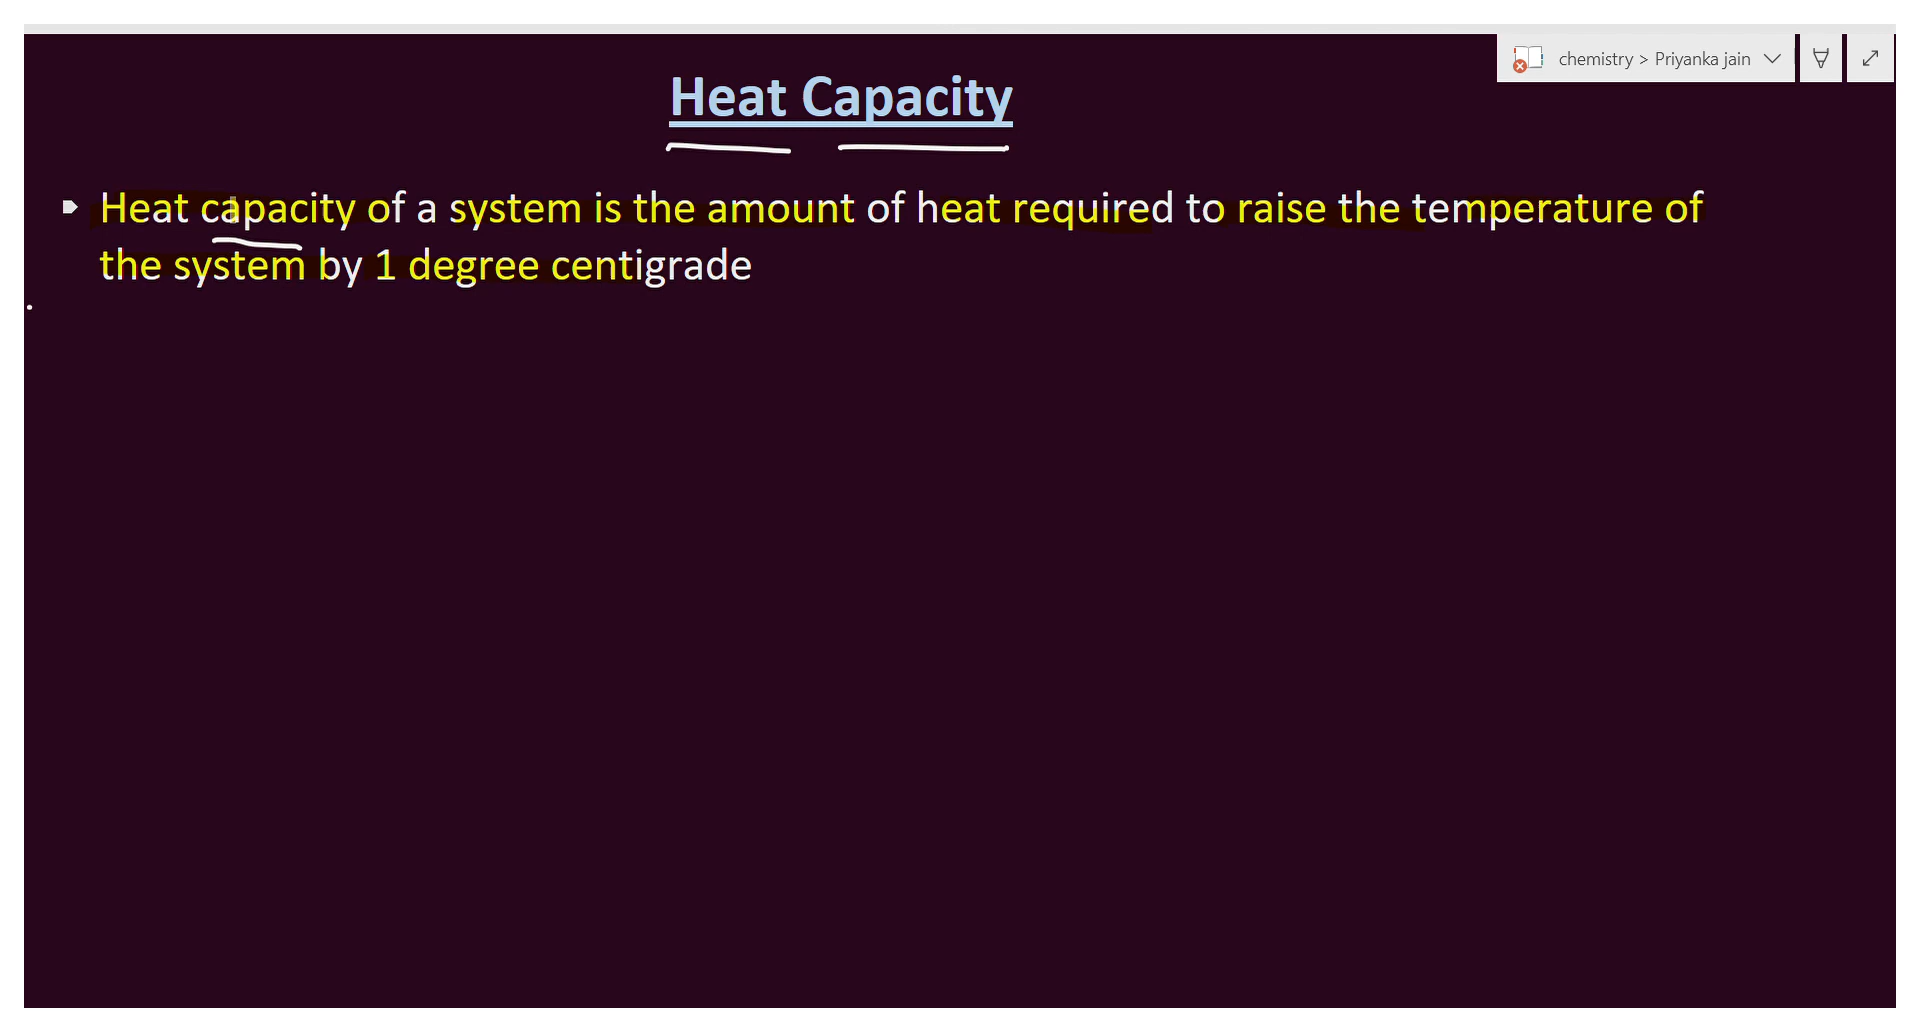 chemistry > Priyanka jain
Heat Capacity
Heat capacity of a system is the amount of heat required to raise the temperature of
the system by 1 degree centigrade